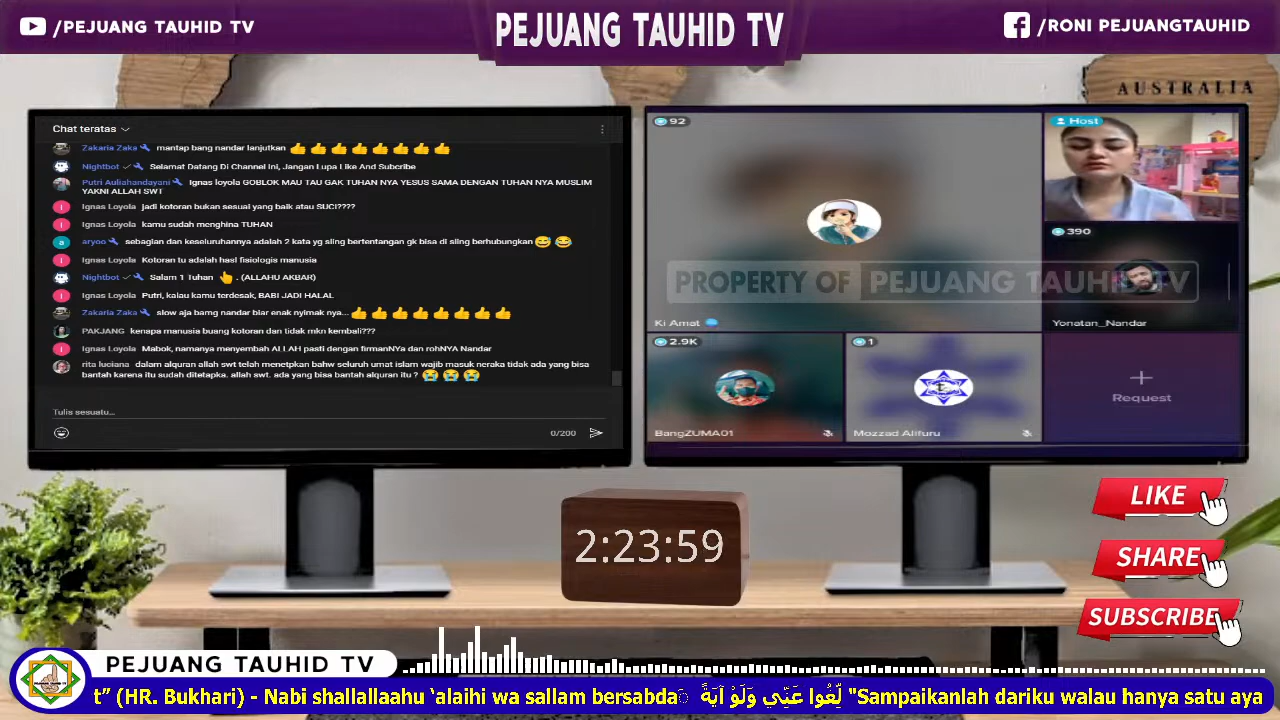 /PEJUANG TAUHID TV
PEJUANG TAUHID TV
/RONI PEJUANGTAUHID
AUSTRALIA
Chat teratas
Zakaria Zaka mantap bang nandar lanjutkan 👍👍👍👍👍👍👍👍
Nightbot Selamat Datang Di Channel Ini, Jangan Lupa Like And Subcribe
Putri Auliahandayani Ignas loyola GOBLOK MAU TAU GAK TUHAN NYA YESUS SAMA DENGAN TUHAN NYA MUSLIM
YAKNI ALLAH SWT
Ignas Loyola jadi kotoran bukan sesuai yang baik atau SUCI????
Ignas Loyola kamu sudah menghina TUHAN
aryoo sebagian dan keseluruhannya adalah 2 kata yg sling bertentangan gk bisa di sling berhubungkan 😅😂
Ignas Loyola Kotoran tu adalah hasl fisiologis manusia
Nightbot Salam 1 Tuhan 👆. (ALLAHU AKBAR)
Ignas Loyola Putri, kalau kamu terdesak, BABI JADI HALAL
Zakaria Zaka slow aja bamg nandar biar enak nyimak nya... 👍👍👍👍👍👍👍👍
PAKJANG kenapa manusia buang kotoran dan tidak mkn kembali???
Ignas Loyola Mabok, namanya menyembah ALLAH pasti dengan firmanNYa dan rohNYA Nandar
rita luciana dalam alquran allah swt telah menetpkan bahw seluruh umat islam wajib masuk neraka tidak ada yang bisa
bantah karena itu sudah ditetapka. allah swt. ada yang bisa bantah alquran itu ? 😭😭😭
Tulis sesuatu...
0/200
92
Ki Amat
Host
390
Yonatan_Nandar
2.9K
BangZUMA01
1
Mozzad Alifuru
Request
PROPERTY OF PEJUANG TAUHID TV
2:23:59
LIKE
SHARE
SUBSCRIBE
PEJUANG TAUHID TV
t” (HR. Bukhari) - Nabi shallallaahu ‘alaihi wa sallam bersabda َ لِّغُوا عَنِّي وَلَوْ آيَةً "Sampaikanlah dariku walau hanya satu aya